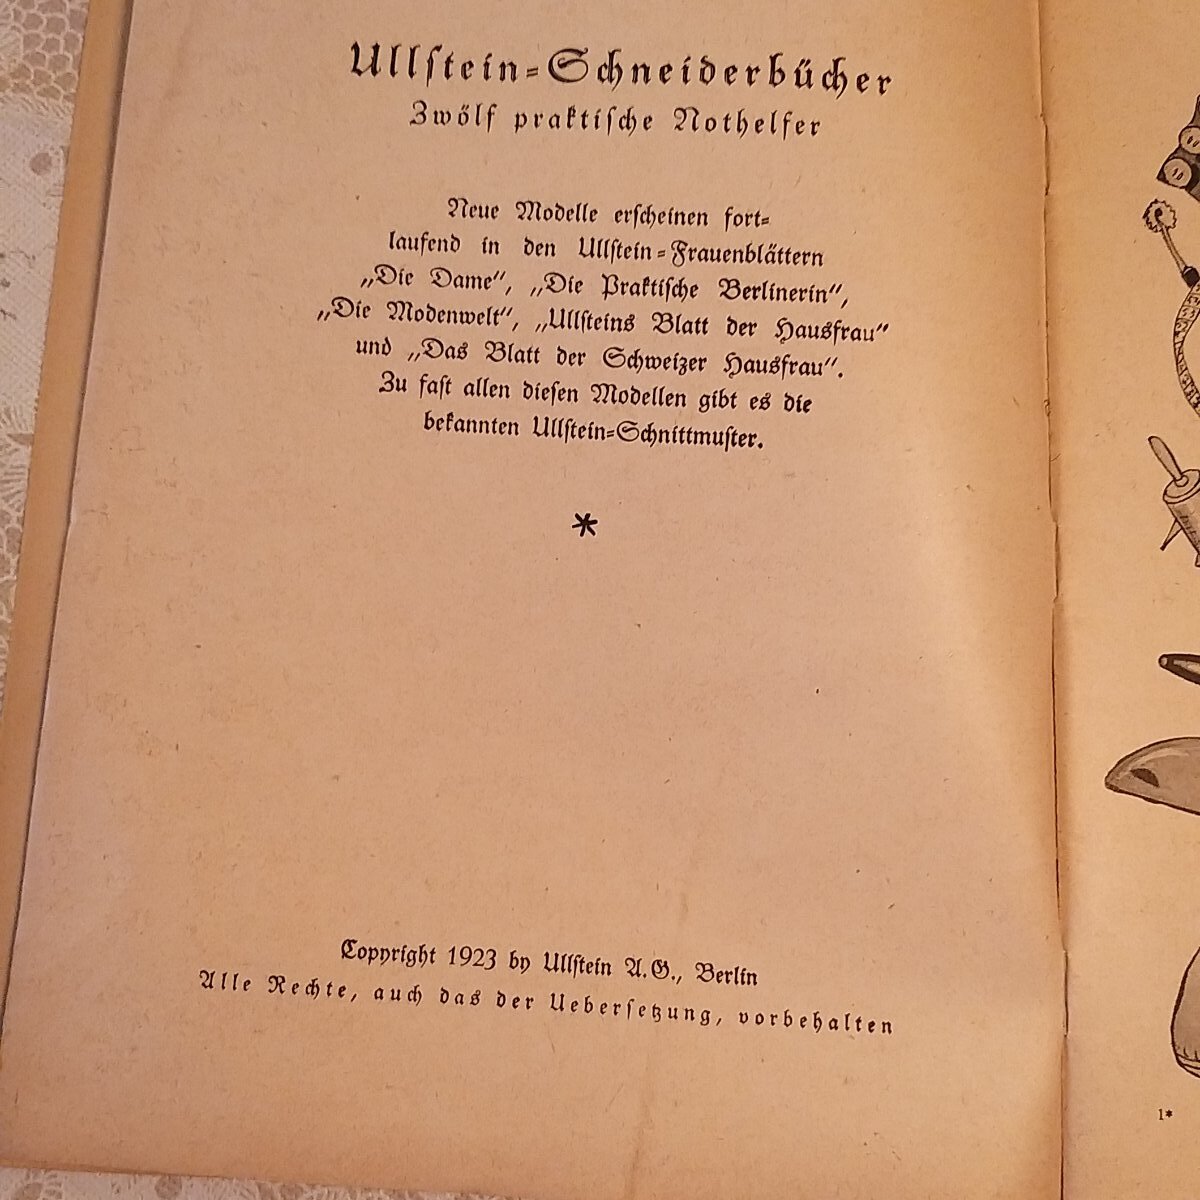 Ullſtein=Schneiderbücher
Zwölf praktiſche Nothelfer
Neue Modelle erſcheinen fort=
laufend in den Ullſtein=Frauenblättern
„Die Dame“, „Die Praktiſche Berlinerin“,
„Die Modenwelt“, „Ullſteins Blatt der Hausfrau“
und „Das Blatt der Schweizer Hausfrau“.
Zu faſt allen dieſen Modellen gibt es die
bekannten Ullſtein=Schnittmuſter.
*
Copyright 1923 by Ullſtein A.G., Berlin
Alle Rechte, auch das der Ueberſetzung, vorbehalten
1*